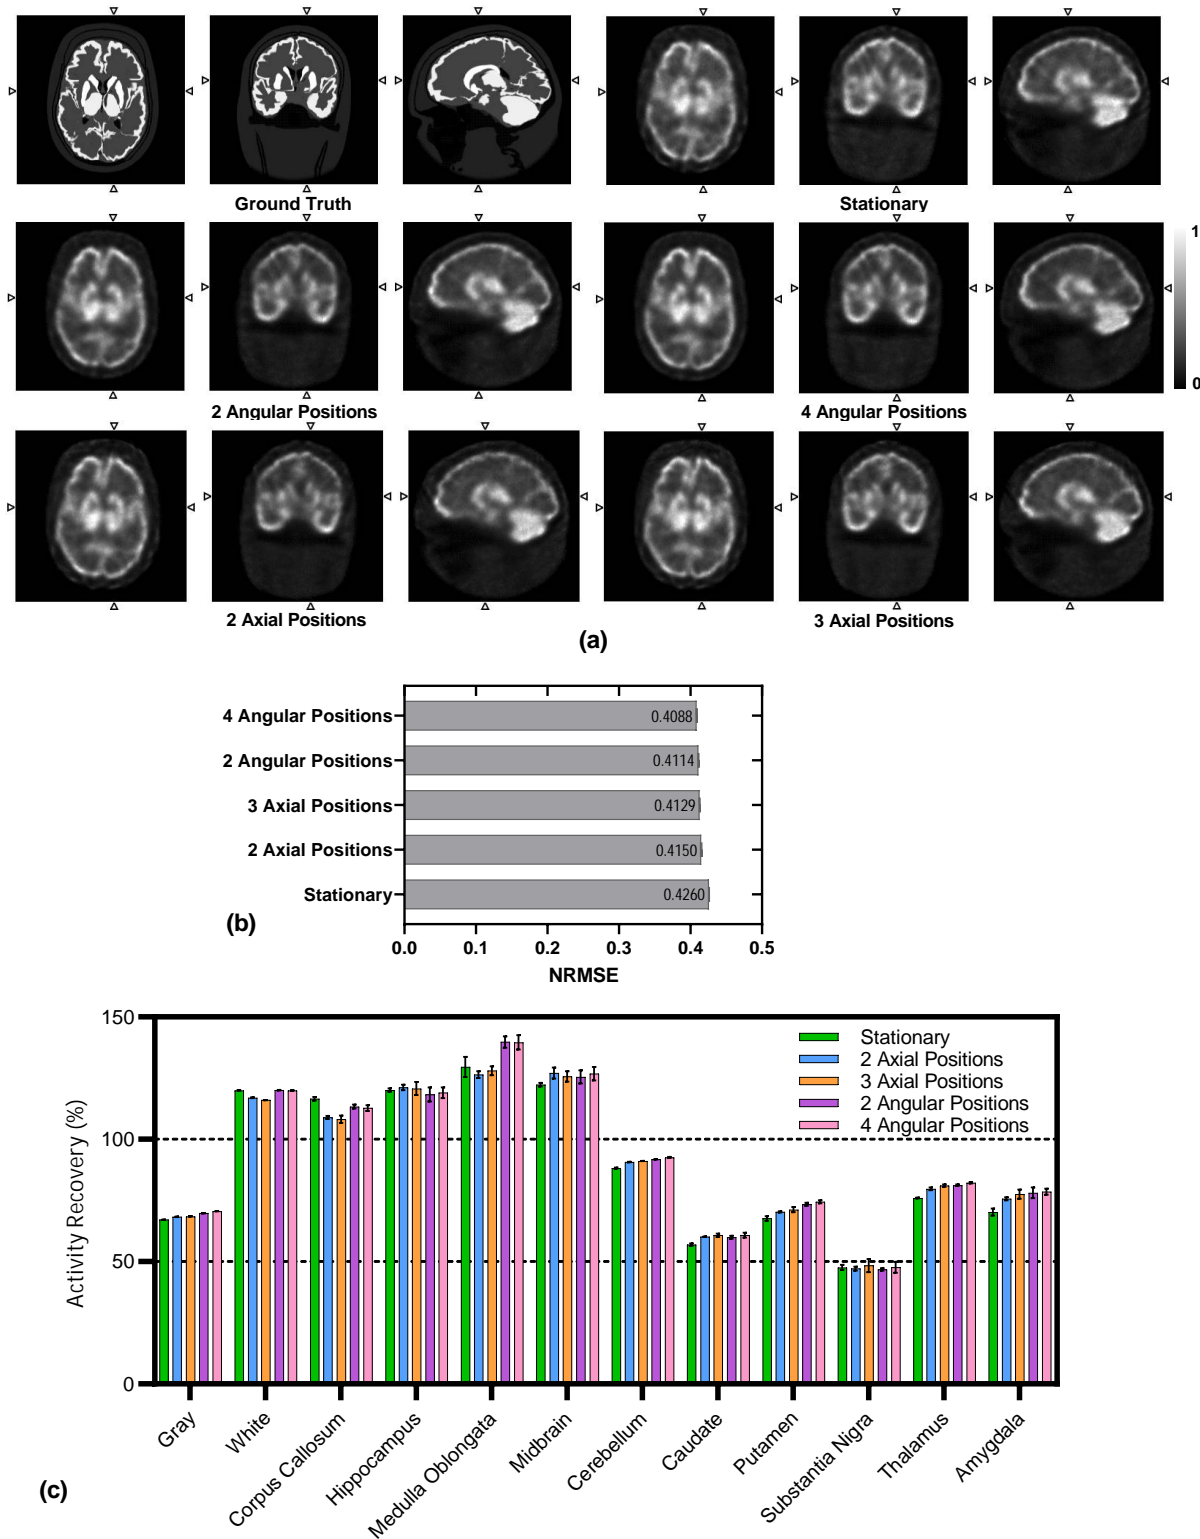 Ground Truth
Stationary
1
0
2 Angular Positions
4 Angular Positions
2 Axial Positions
3 Axial Positions
(a)
4 Angular Positions
0.4088
2 Angular Positions
0.4114
3 Axial Positions
0.4129
2 Axial Positions
0.4150
Stationary
0.4260
(b)
0.0 0.1 0.2 0.3 0.4 0.5
NRMSE
150
100
50
0
Activity Recovery (%)
Stationary
2 Axial Positions
3 Axial Positions
2 Angular Positions
4 Angular Positions
Gray
White
Corpus Callosum
Hippocampus
Medulla Oblongata
Midbrain
Cerebellum
Caudate
Putamen
Substantia Nigra
Thalamus
Amygdala
(c)